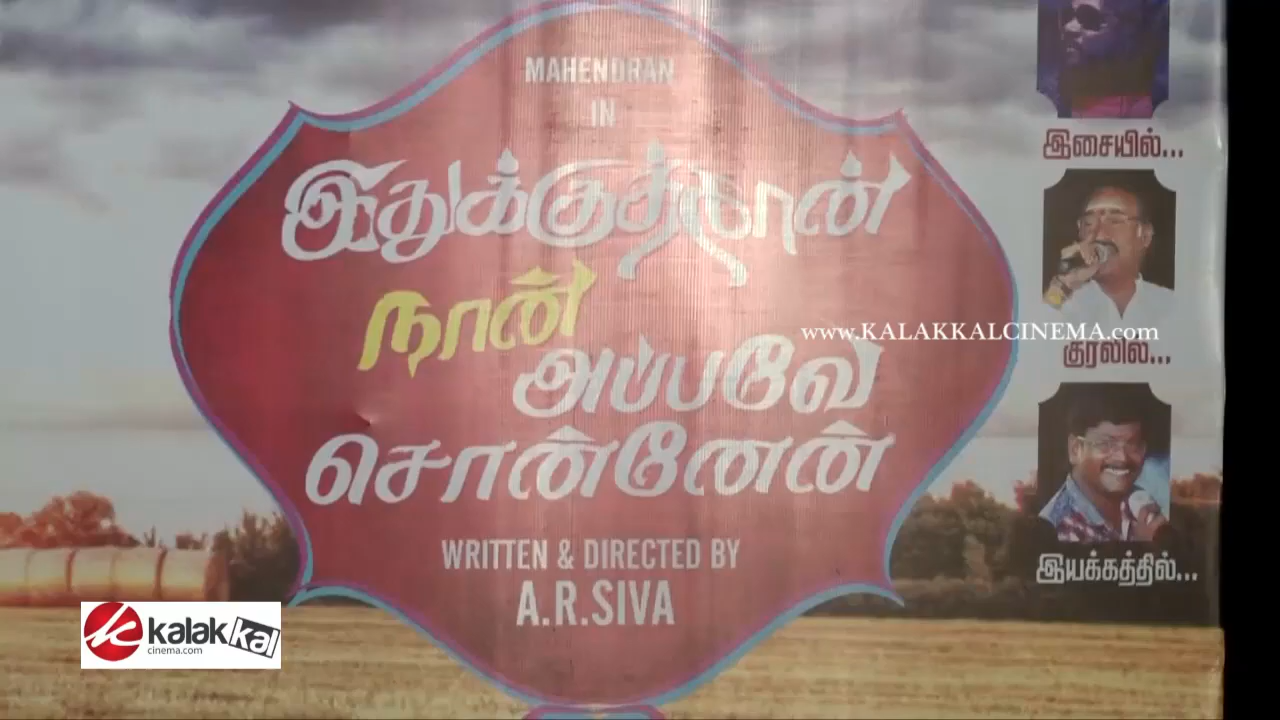 MAHENDRAN
IN
இதுக்குத்தான்
நான்
அப்பவே
சொன்னேன்
WRITTEN & DIRECTED BY
A.R.SIVA
இசையில்...
www.KALAKKALCINEMA.com
குரலில்...
இயக்கத்தில்...
kalakkal
cinema.com